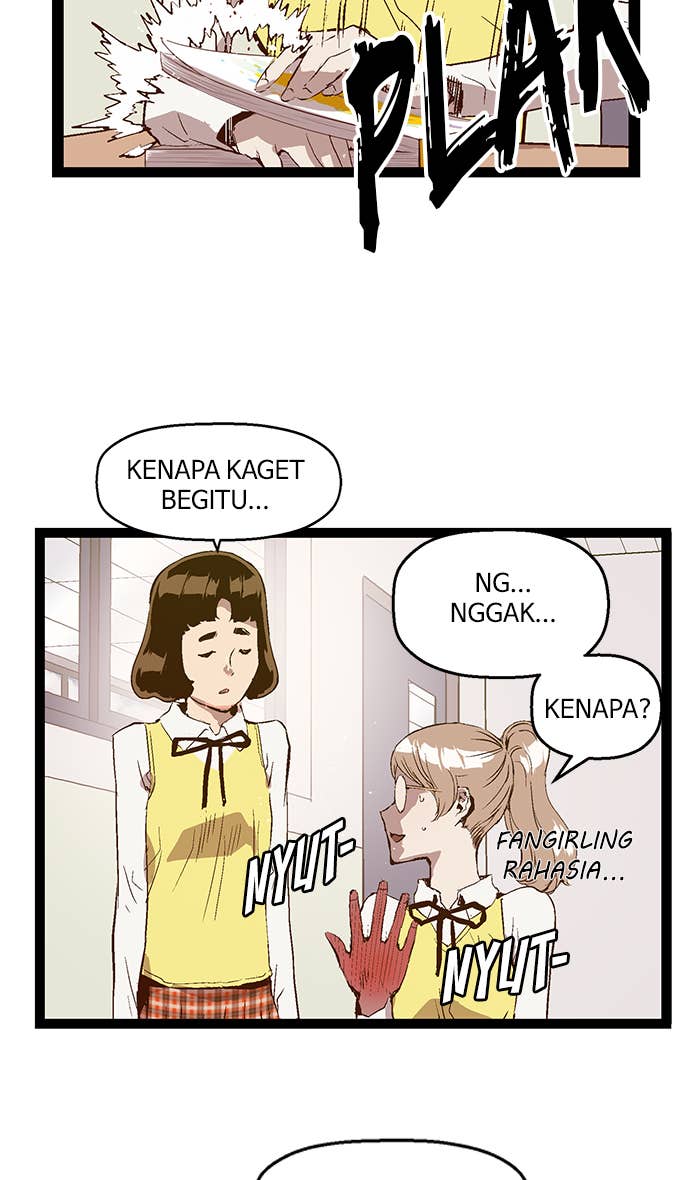 PLAK
KENAPA KAGET
BEGITU...
NG...
NGGAK...
KENAPA?
NYUT-
FANGIRLING
RAHASIA...
NYUT-